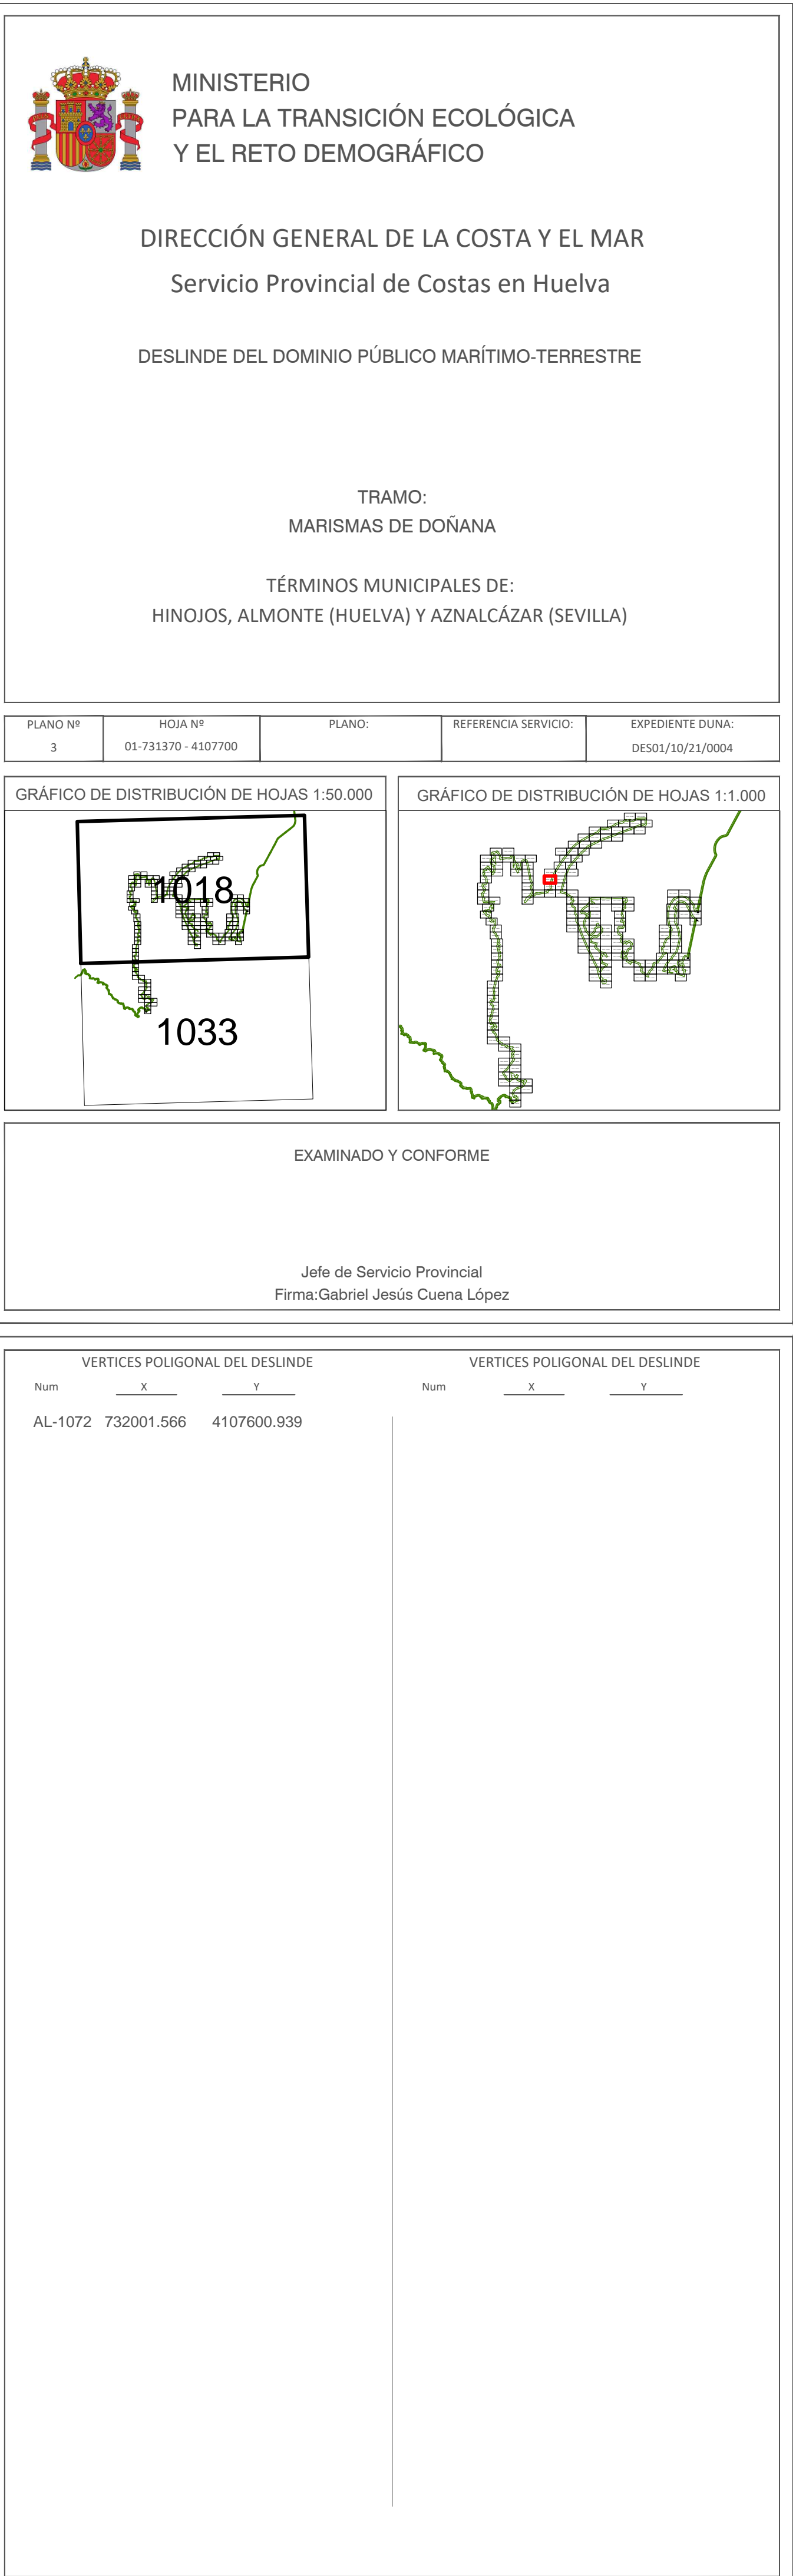 MINISTERIO
PARA LA TRANSICIÓN ECOLÓGICA
Y EL RETO DEMOGRÁFICO
DIRECCIÓN GENERAL DE LA COSTA Y EL MAR
Servicio Provincial de Costas en Huelva
DESLINDE DEL DOMINIO PÚBLICO MARÍTIMO-TERRESTRE
TRAMO:
MARISMAS DE DOÑANA
TÉRMINOS MUNICIPALES DE:
HINOJOS, ALMONTE (HUELVA) Y AZNALCÁZAR (SEVILLA)
PLANO Nº HOJA Nº PLANO: REFERENCIA SERVICIO: EXPEDIENTE DUNA:
3 01-731370 - 4107700 DES01/10/21/0004
GRÁFICO DE DISTRIBUCIÓN DE HOJAS 1:50.000
1018
1033
GRÁFICO DE DISTRIBUCIÓN DE HOJAS 1:1.000
EXAMINADO Y CONFORME
Jefe de Servicio Provincial
Firma:Gabriel Jesús Cuena López
VERTICES POLIGONAL DEL DESLINDE VERTICES POLIGONAL DEL DESLINDE
Num X Y Num X Y
AL-1072 732001.566 4107600.939